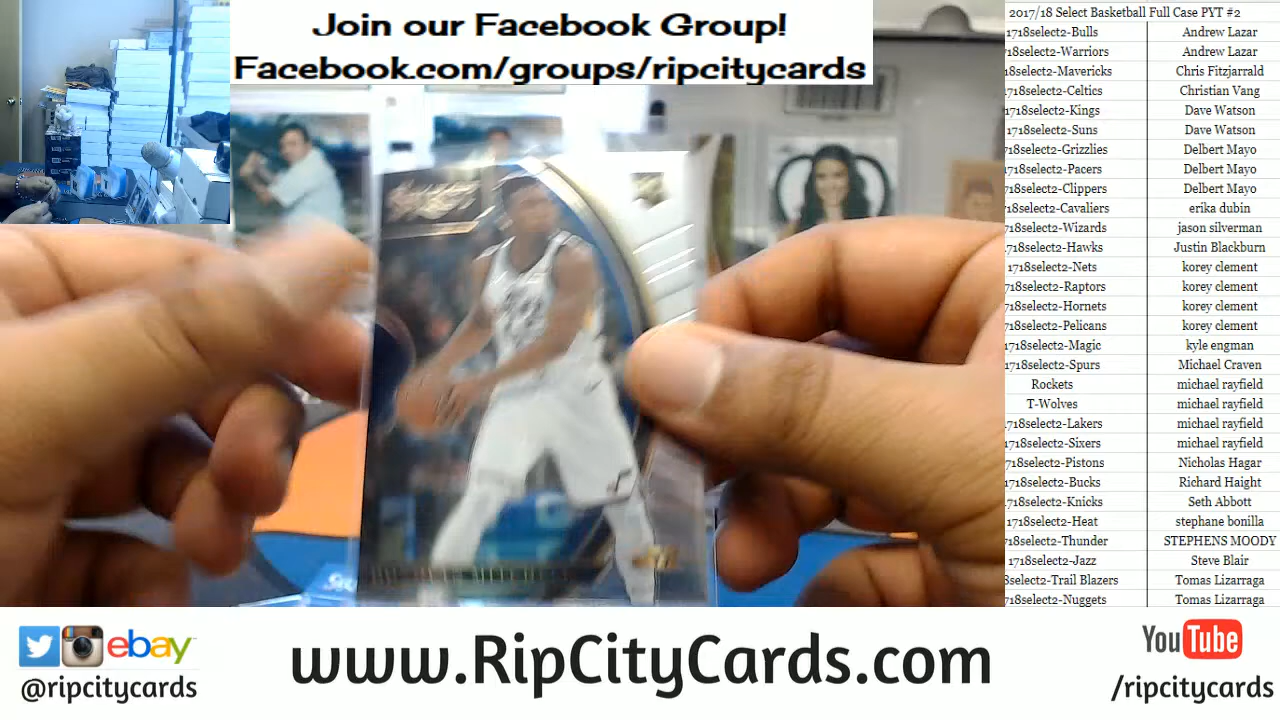 Join our Facebook Group!
Facebook.com/groups/ripcitycards
2017/18 Select Basketball Full Case PYT #2
1718select2-Bulls Andrew Lazar
1718select2-Warriors Andrew Lazar
18select2-Mavericks Chris Fitzjarrald
1718select2-Celtics Christian Vang
1718select2-Kings Dave Watson
1718select2-Suns Dave Watson
718select2-Grizzlies Delbert Mayo
718select2-Pacers Delbert Mayo
718select2-Clippers Delbert Mayo
18select2-Cavaliers erika dubin
718select2-Wizards jason silverman
718select2-Hawks Justin Blackburn
1718select2-Nets korey clement
718select2-Raptors korey clement
718select2-Hornets korey clement
718select2-Pelicans korey clement
1718select2-Magic kyle engman
1718select2-Spurs Michael Craven
Rockets michael rayfield
T-Wolves michael rayfield
718select2-Lakers michael rayfield
718select2-Sixers michael rayfield
718select2-Pistons Nicholas Hagar
1718select2-Bucks Richard Haight
718select2-Knicks Seth Abbott
1718select2-Heat stephane bonilla
718select2-Thunder STEPHENS MOODY
1718select2-Jazz Steve Blair
select2-Trail Blazers Tomas Lizarraga
718select2-Nuggets Tomas Lizarraga
ebay
@ripcitycards
www.RipCityCards.com
YouTube
/ripcitycards